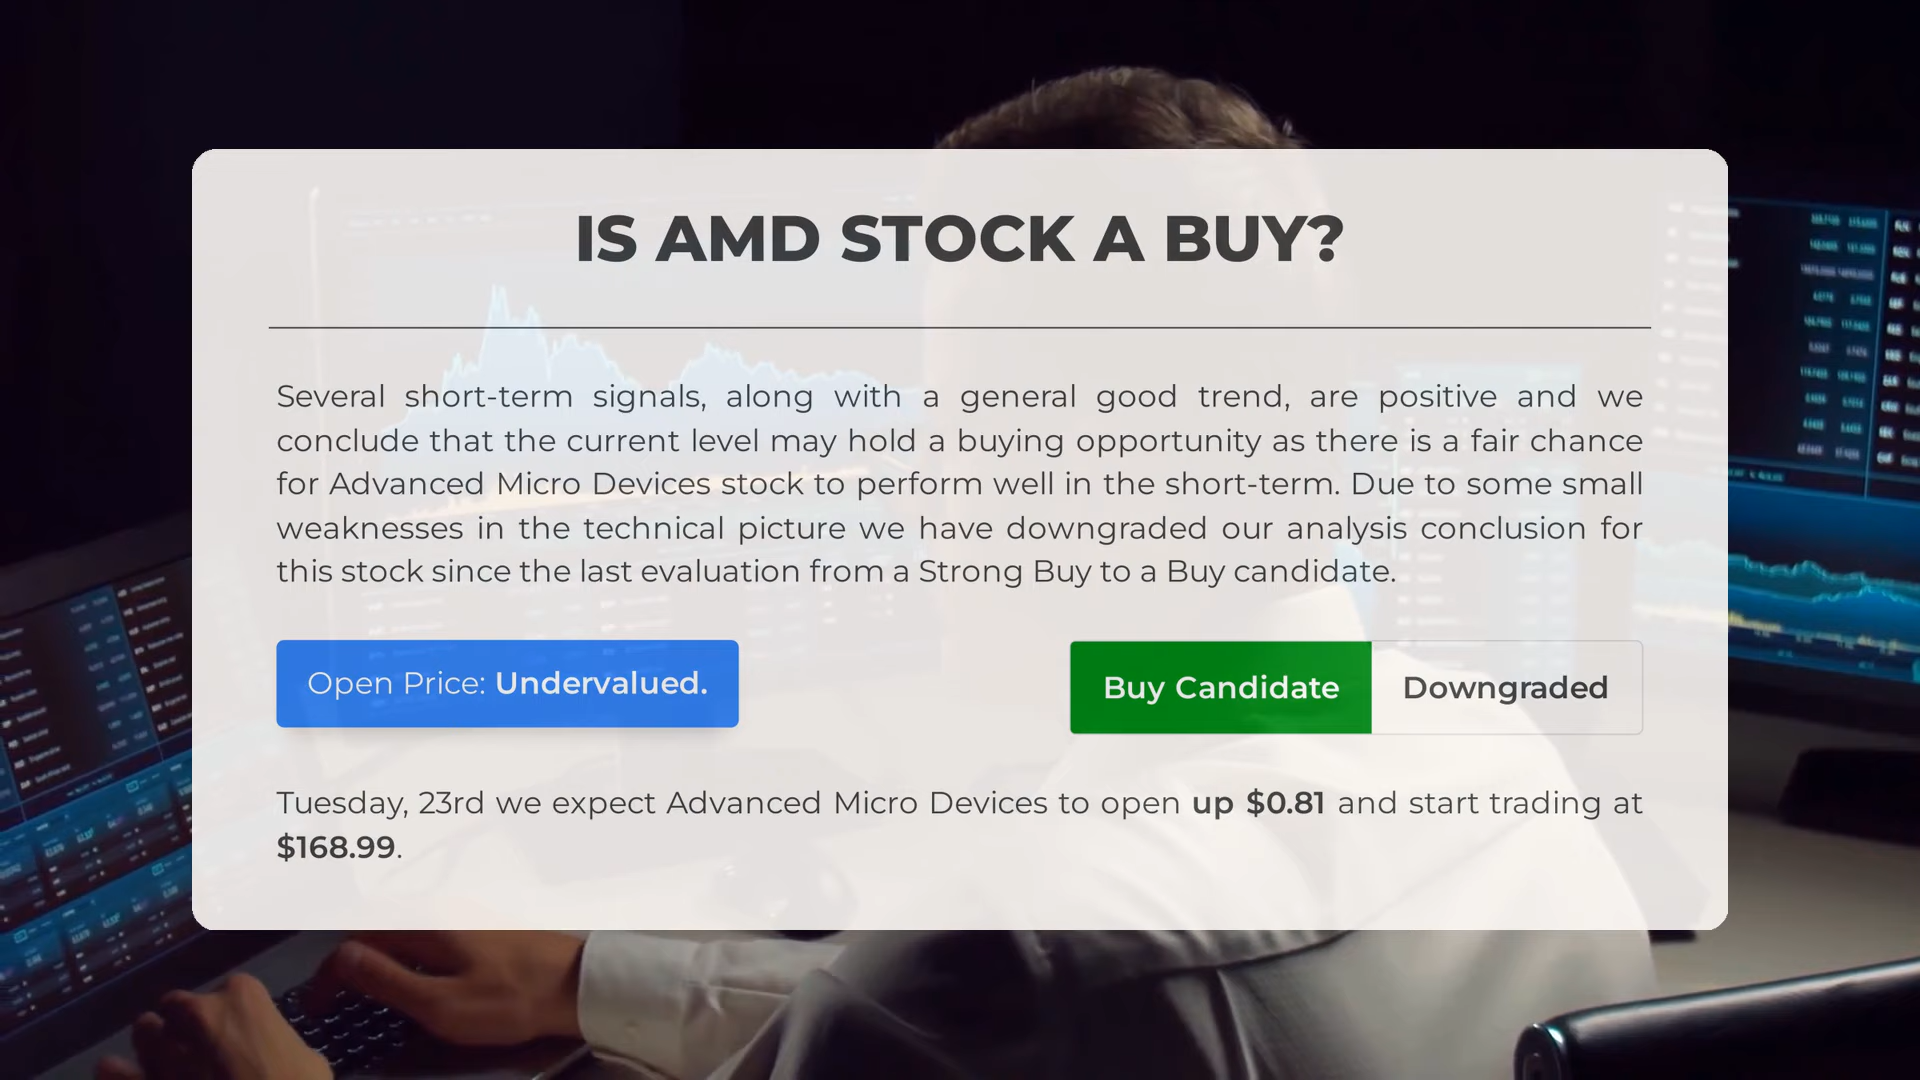 IS AMD STOCK A BUY?
Several short-term signals, along with a general good trend, are positive and we
conclude that the current level may hold a buying opportunity as there is a fair chance
for Advanced Micro Devices stock to perform well in the short-term. Due to some small
weaknesses in the technical picture we have downgraded our analysis conclusion for
this stock since the last evaluation from a Strong Buy to a Buy candidate.
Open Price: Undervalued.
Buy Candidate Downgraded
Tuesday, 23rd we expect Advanced Micro Devices to open up $0.81 and start trading at
$168.99.